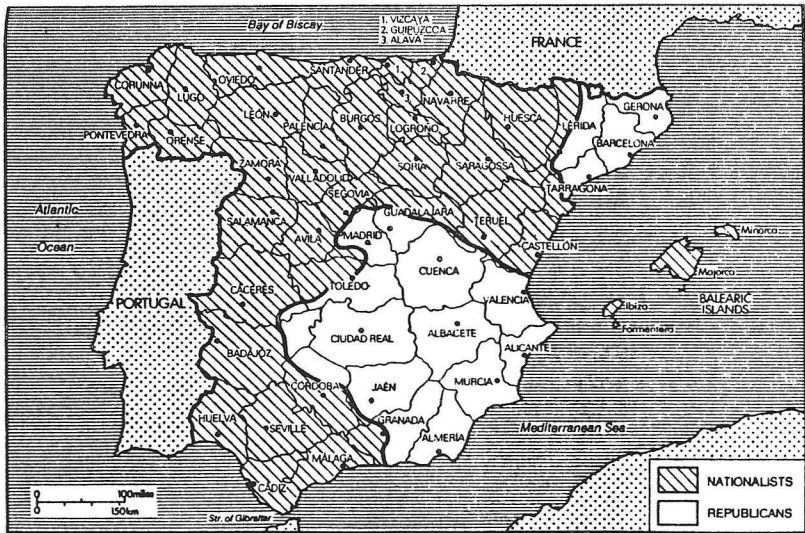 Bay of Biscay
1. VIZCAYA
2. GUIPUZCOA
3. ALAVA
FRANCE
CORUNNA
LUGO
OVIEDO
SANTANDER
1
2
3
NAVARRE
HUESCA
LÉRIDA
GERONA
BARCELONA
TARRAGONA
PONTEVEDRA
ORENSE
LEÓN
PALENCIA
BURGOS
LOGROÑO
ZAMORA
VALLADOLID
SORIA
SARAGOSSA
SEGOVIA
SALAMANCA
AVILA
MADRID
GUADALAJARA
TERUEL
CASTELLÓN
Atlantic
Ocean
PORTUGAL
CÁCERES
TOLEDO
CUENCA
VALENCIA
Minorca
Majorca
BALEARIC
ISLANDS
Ibiza
Formentera
BADAJOZ
CIUDAD REAL
ALBACETE
ALICANTE
CÓRDOBA
JAÉN
MURCIA
HUELVA
SEVILLE
GRANADA
ALMERÍA
MÁLAGA
CÁDIZ
Mediterranean Sea
Str. of Gibraltar
0 100 miles
0 150 km
NATIONALISTS
REPUBLICANS